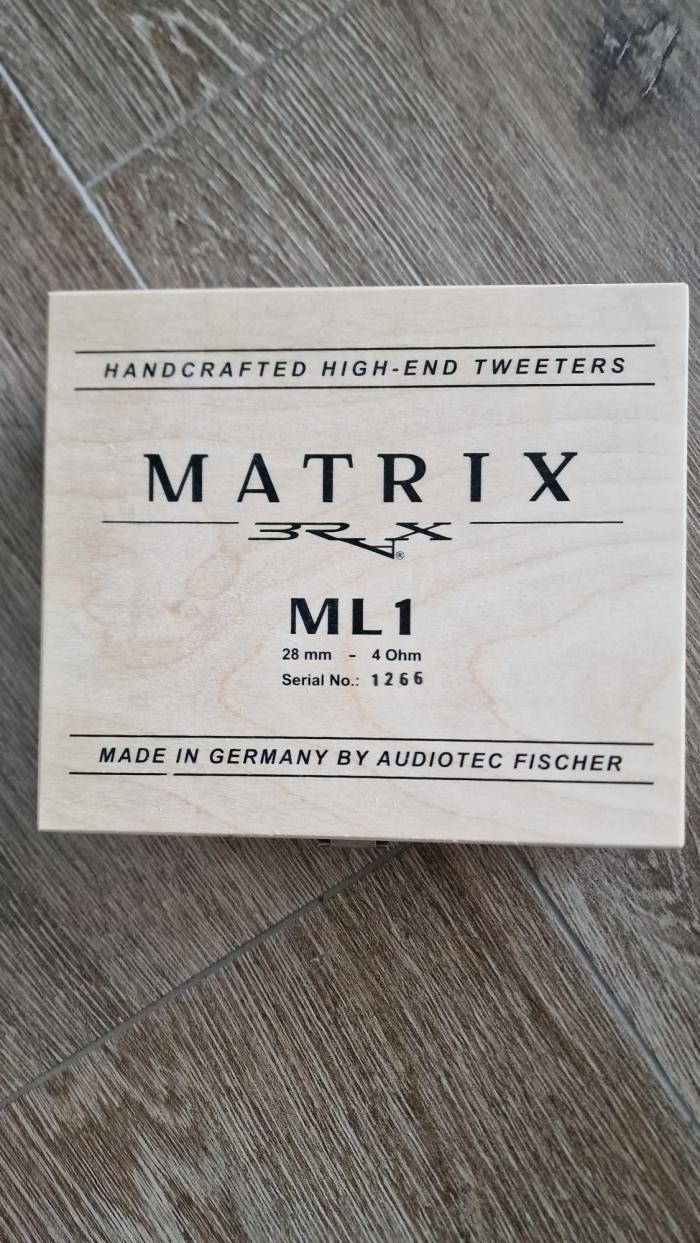 HANDCRAFTED HIGH-END TWEETERS
MATRIX
BRAX®
ML1
28 mm - 4 Ohm
Serial No.: 1266
MADE IN GERMANY BY AUDIOTEC FISCHER